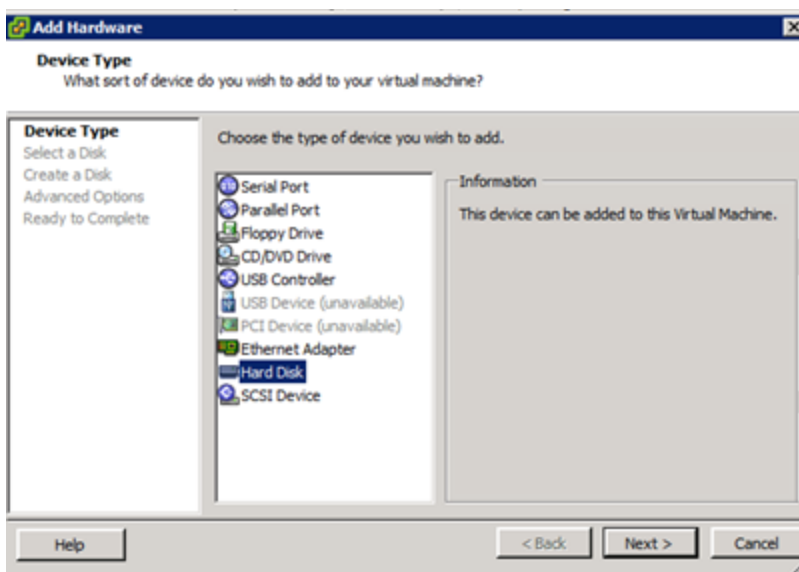 Add Hardware
Device Type
What sort of device do you wish to add to your virtual machine?
Device Type
Select a Disk
Create a Disk
Advanced Options
Ready to Complete
Choose the type of device you wish to add.
Serial Port
Parallel Port
Floppy Drive
CD/DVD Drive
USB Controller
USB Device (unavailable)
PCI Device (unavailable)
Ethernet Adapter
Hard Disk
SCSI Device
Information
This device can be added to this Virtual Machine.
Help
< Back
Next >
Cancel